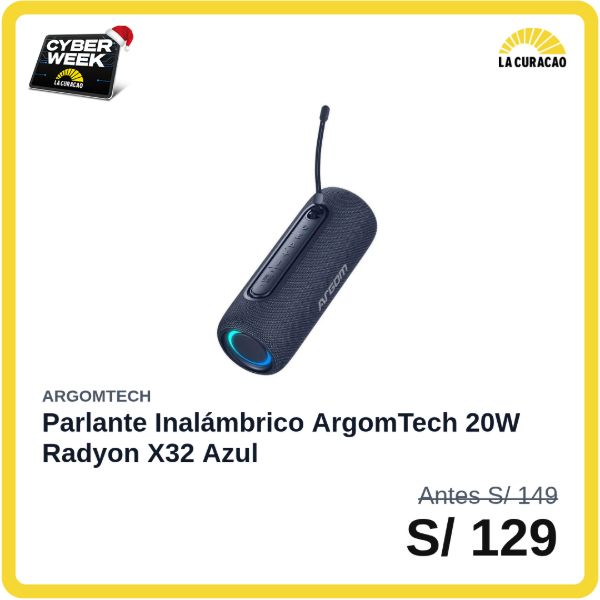 CYBER
WEEK
LA CURACAO
LA CURACAO
ARGOM
ARGOMTECH
Parlante Inalámbrico ArgomTech 20W
Radyon X32 Azul
Antes S/ 149
S/ 129